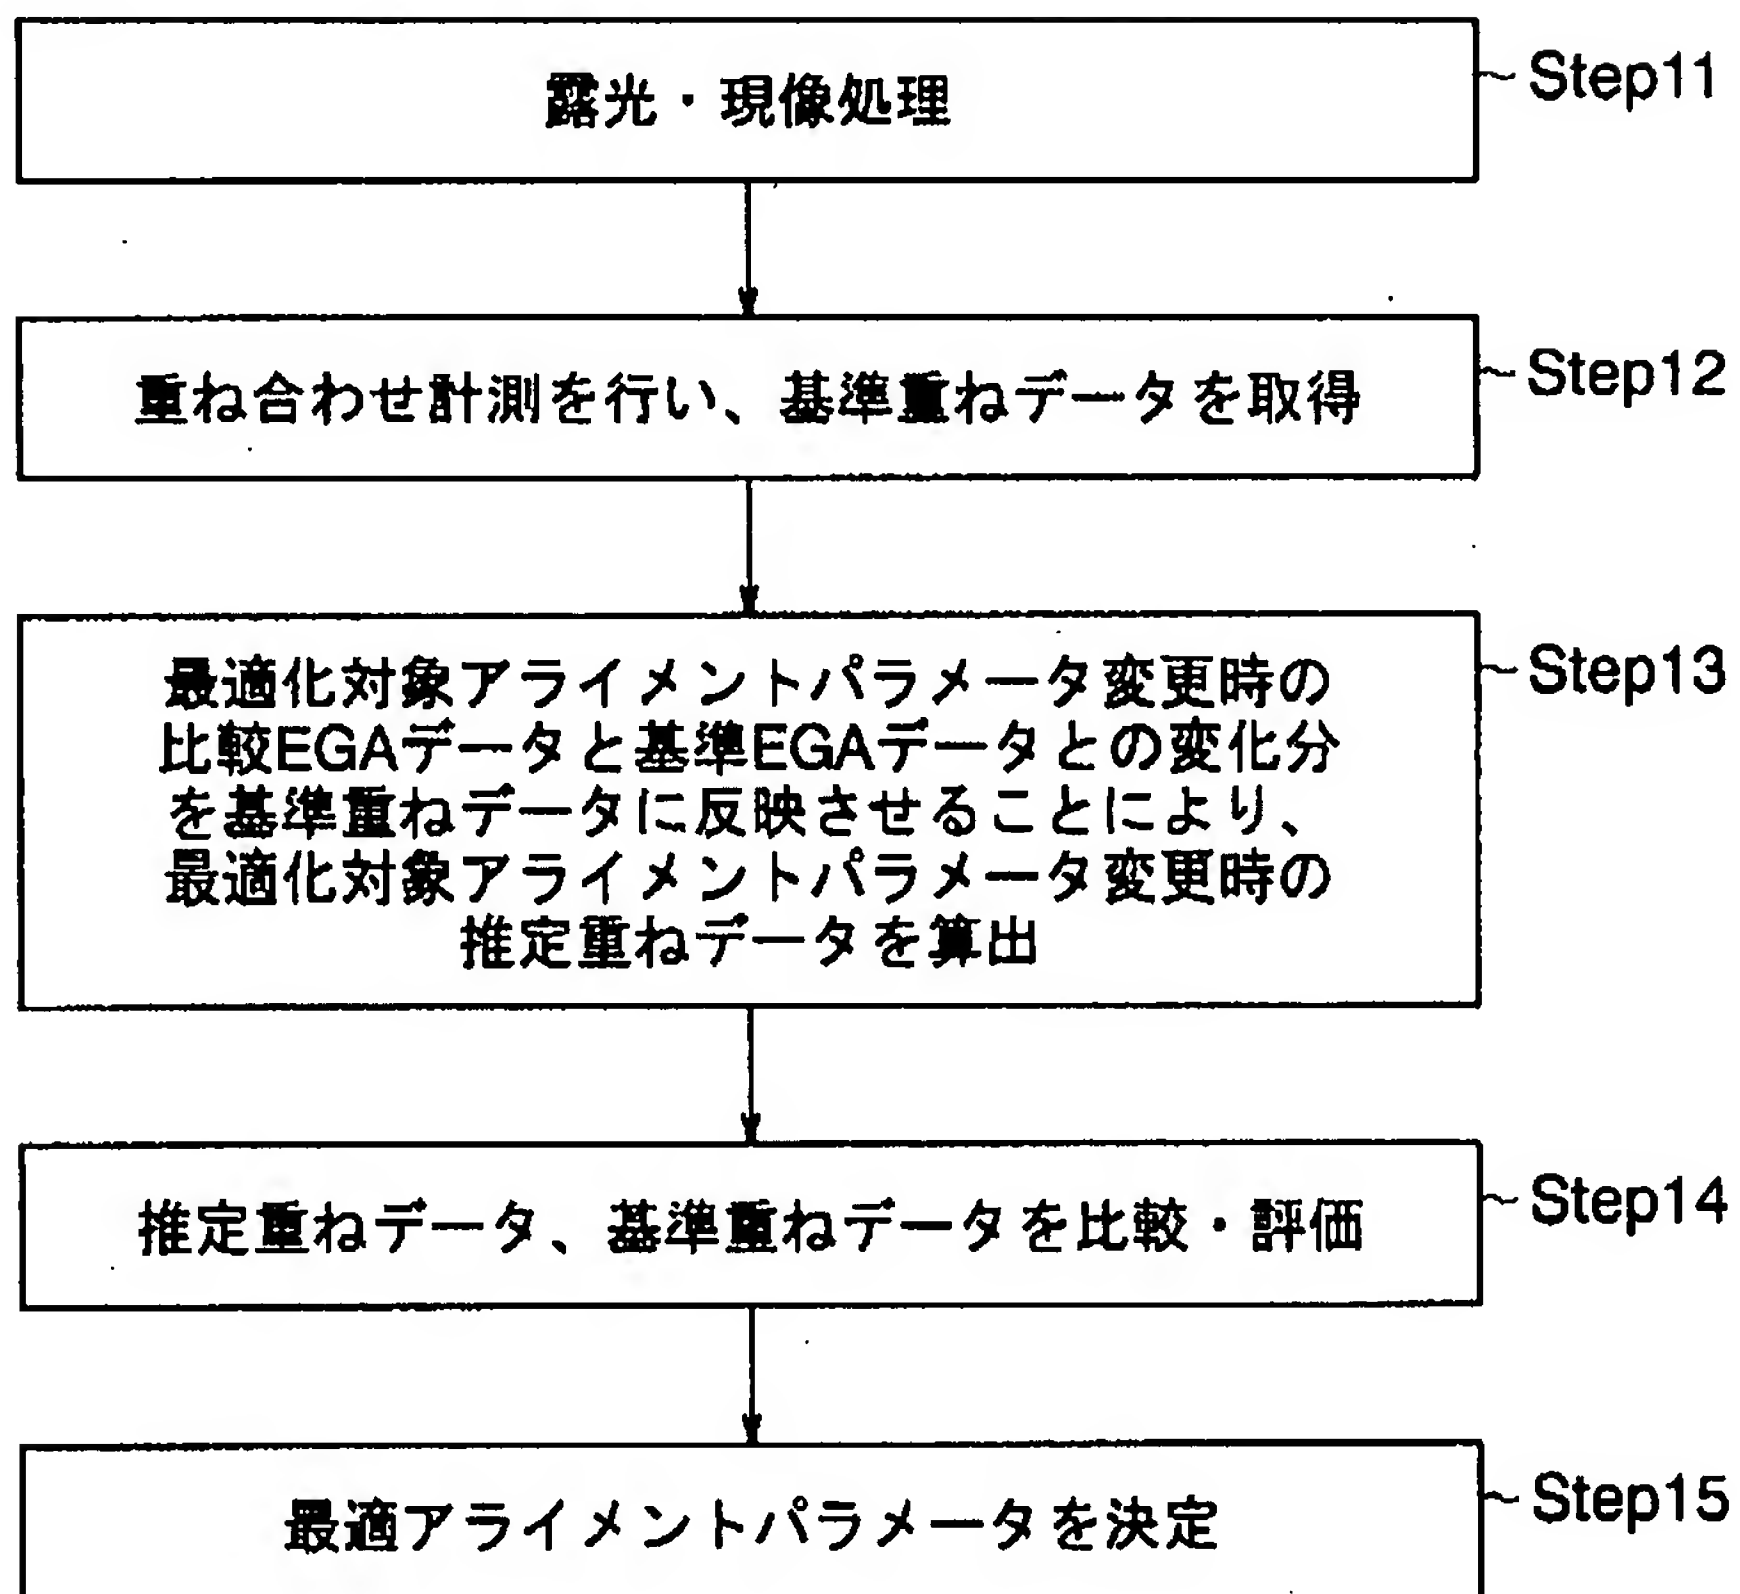 露光・現像処理
Step11
重ね合わせ計測を行い、基準重ねデータを取得
Step12
最適化対象アライメントパラメータ変更時の
比較EGAデータと基準EGAデータとの変化分
を基準重ねデータに反映させることにより、
最適化対象アライメントパラメータ変更時の
推定重ねデータを算出
Step13
推定重ねデータ、基準重ねデータを比較・評価
Step14
最適アライメントパラメータを決定
Step15